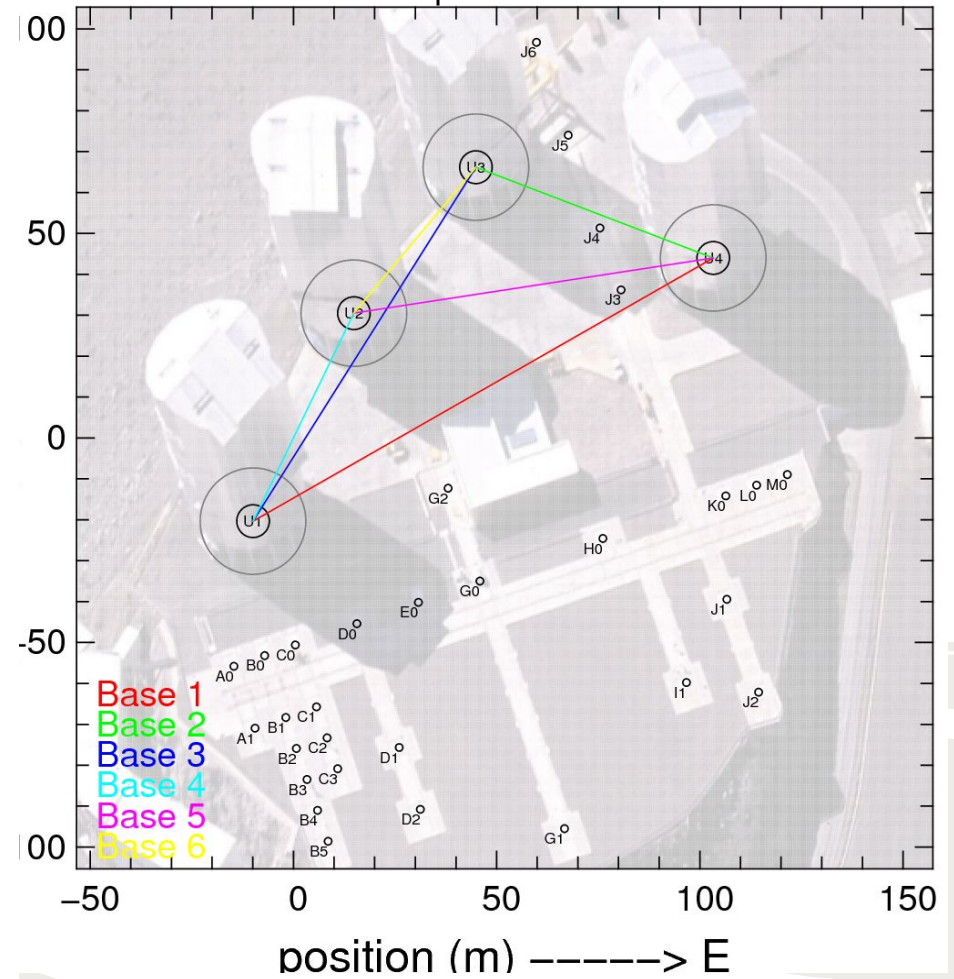 00
J6
J5
U3
50
J4
U4
J3
U2
0
G2
M0
L0
K0
U1
H0
G0
J1
E0
D0
-50
C0
B0
A0
I1
J2
Base 1
C1
B1
A1
Base 2
C2
B2
D1
Base 3
C3
B3
Base 4
B4
D2
Base 5
G1
00
B5
Base 6
−50
0
50
100
150
position (m) −−−−−> E